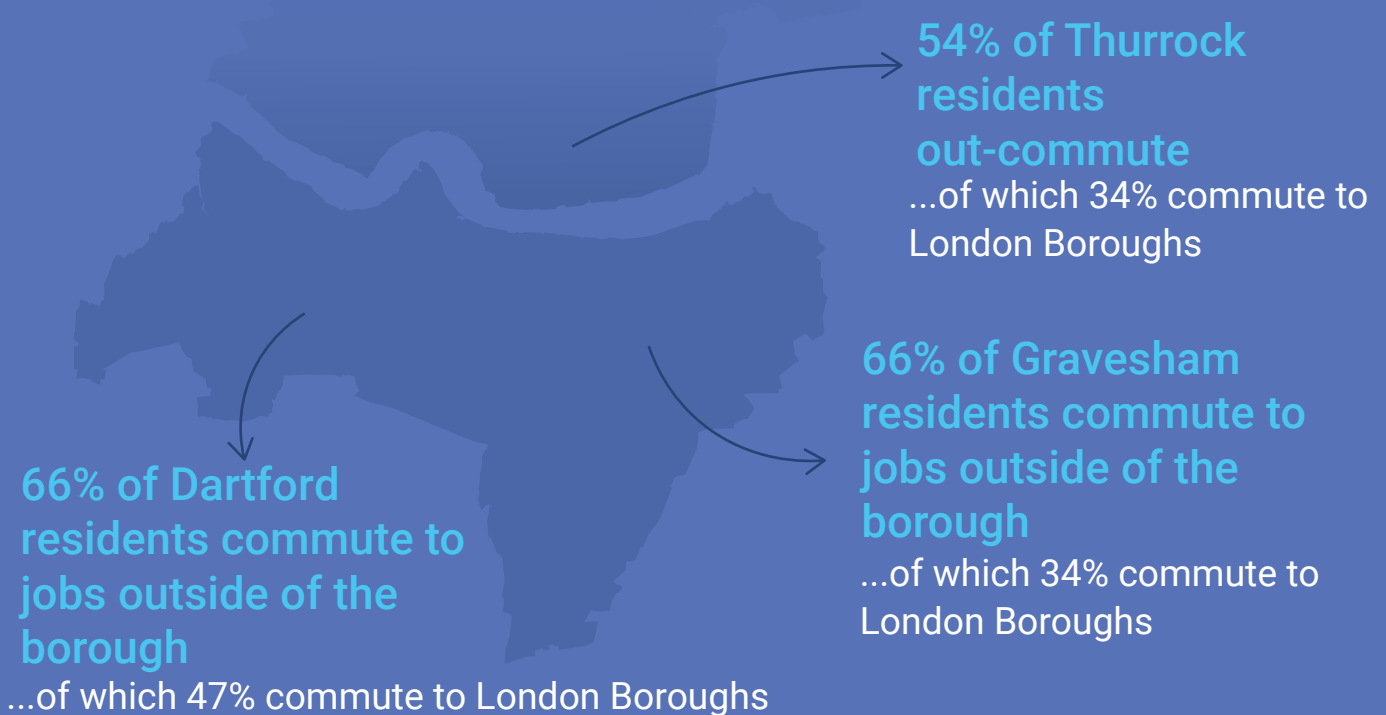 54% of Thurrock
residents
out-commute
...of which 34% commute to
London Boroughs
66% of Gravesham
residents commute to
jobs outside of the
borough
...of which 34% commute to
London Boroughs
66% of Dartford
residents commute to
jobs outside of the
borough
...of which 47% commute to London Boroughs